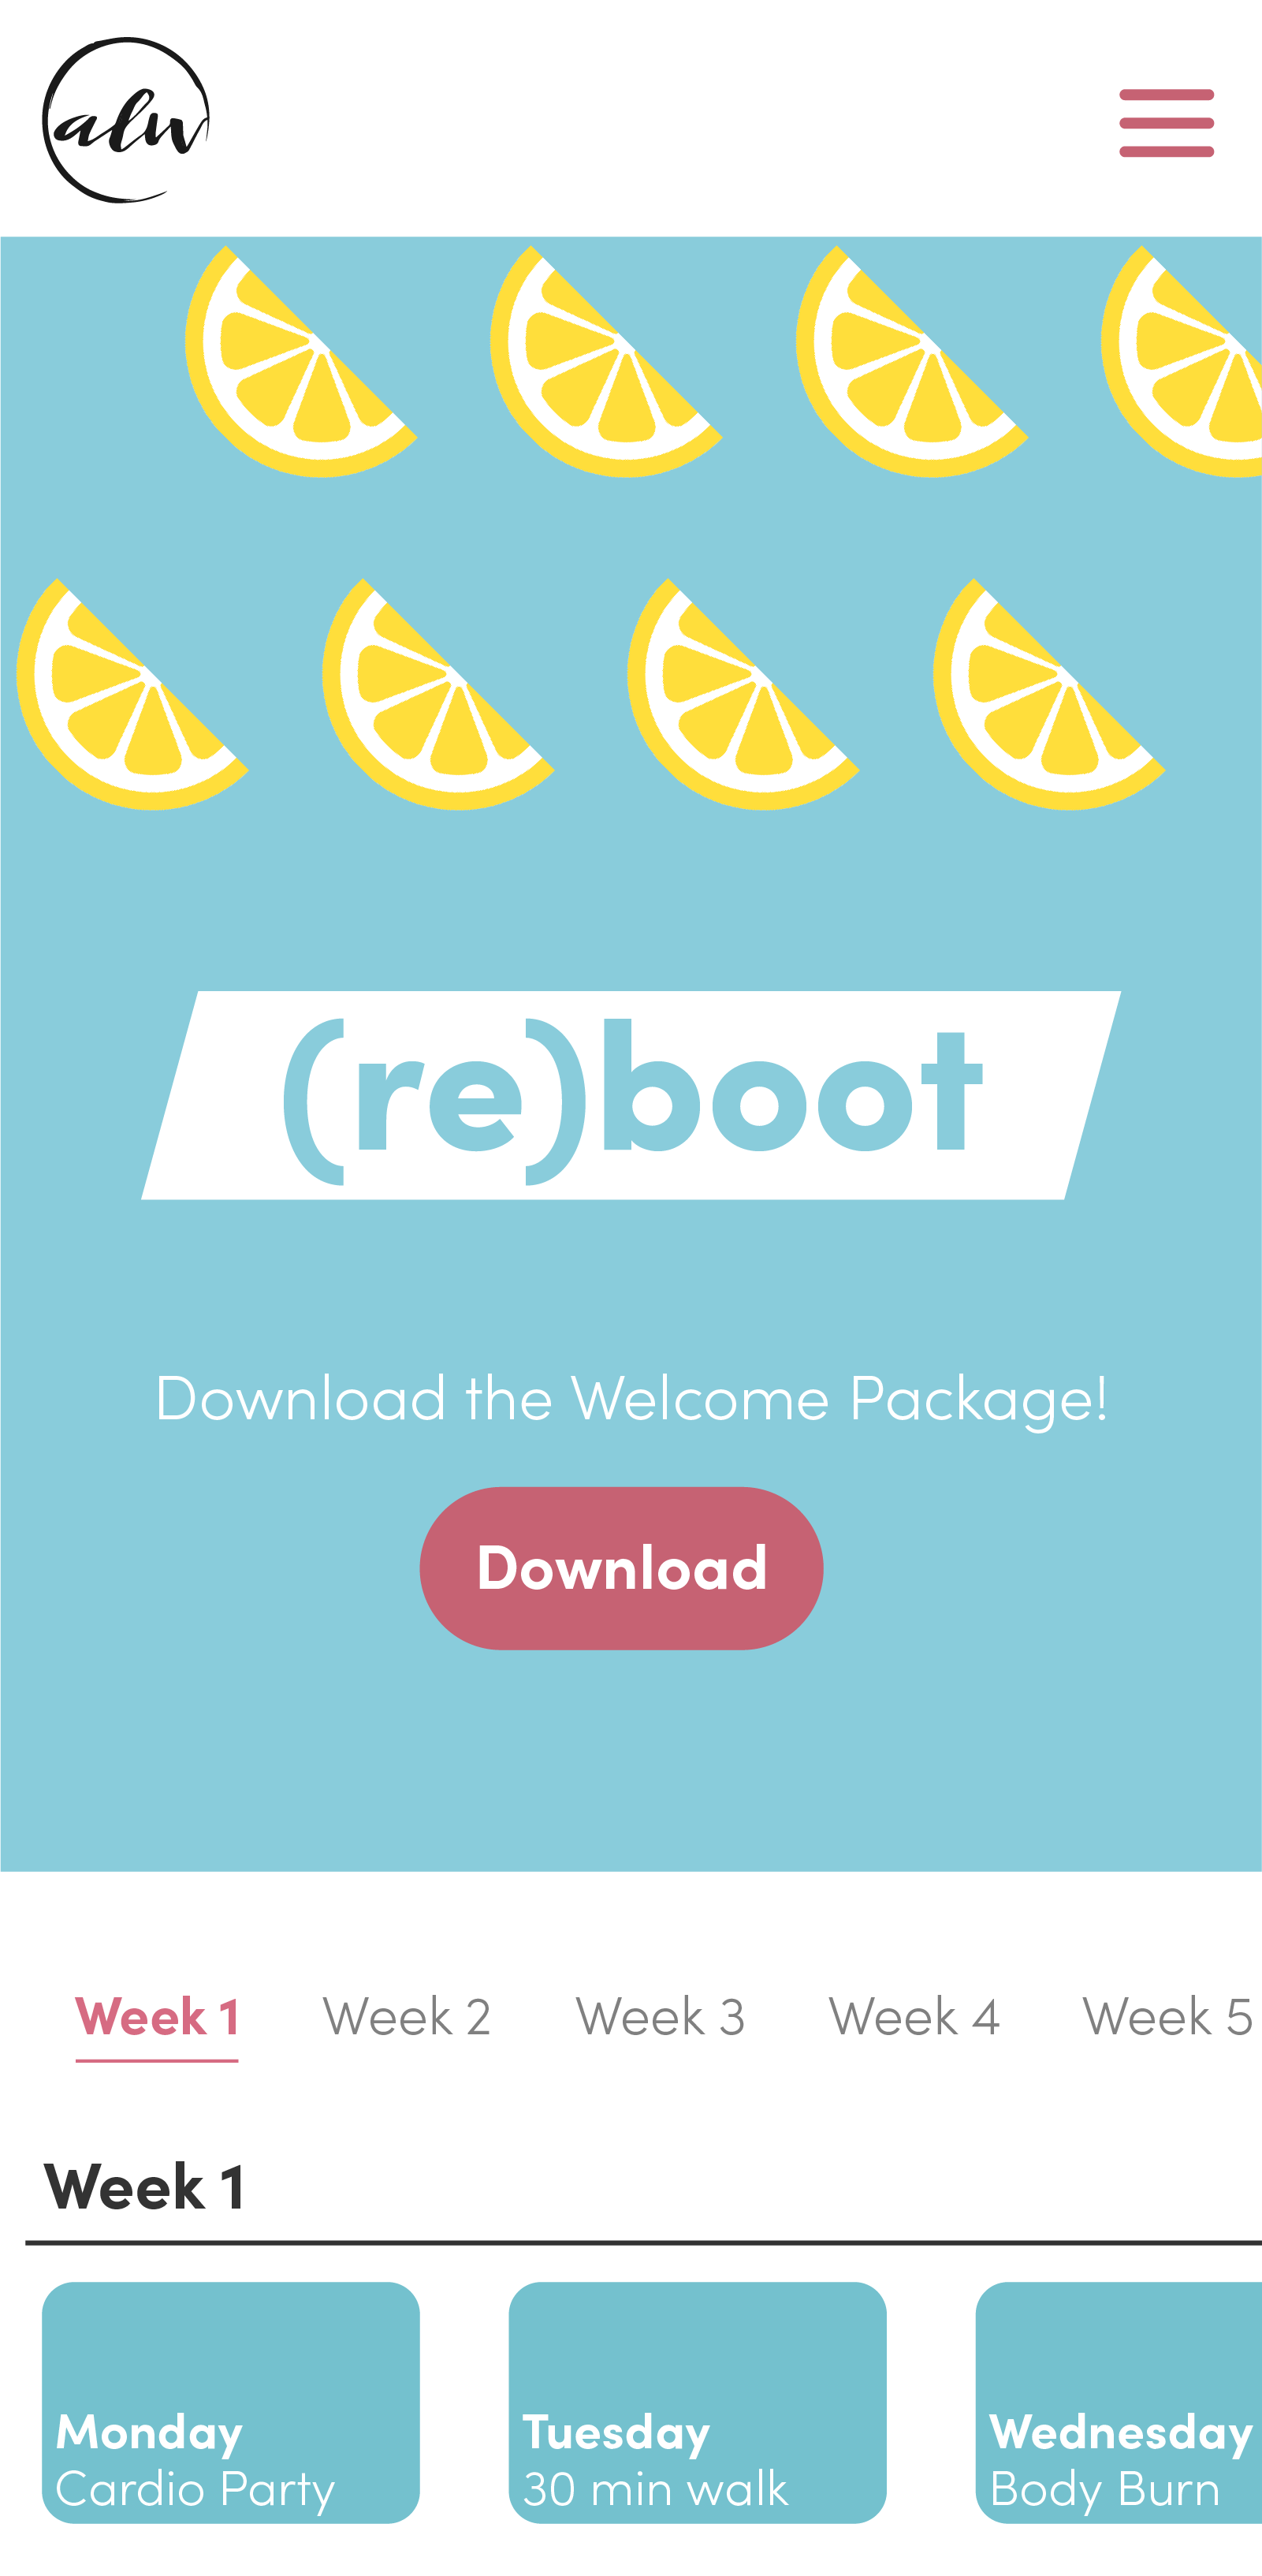 alw
(re)boot
Download the Welcome Package!
Download
Week 1 Week 2 Week 3 Week 4 Week 5
Week 1
Monday Tuesday Wednesday
Cardio Party 30 min walk Body Burn